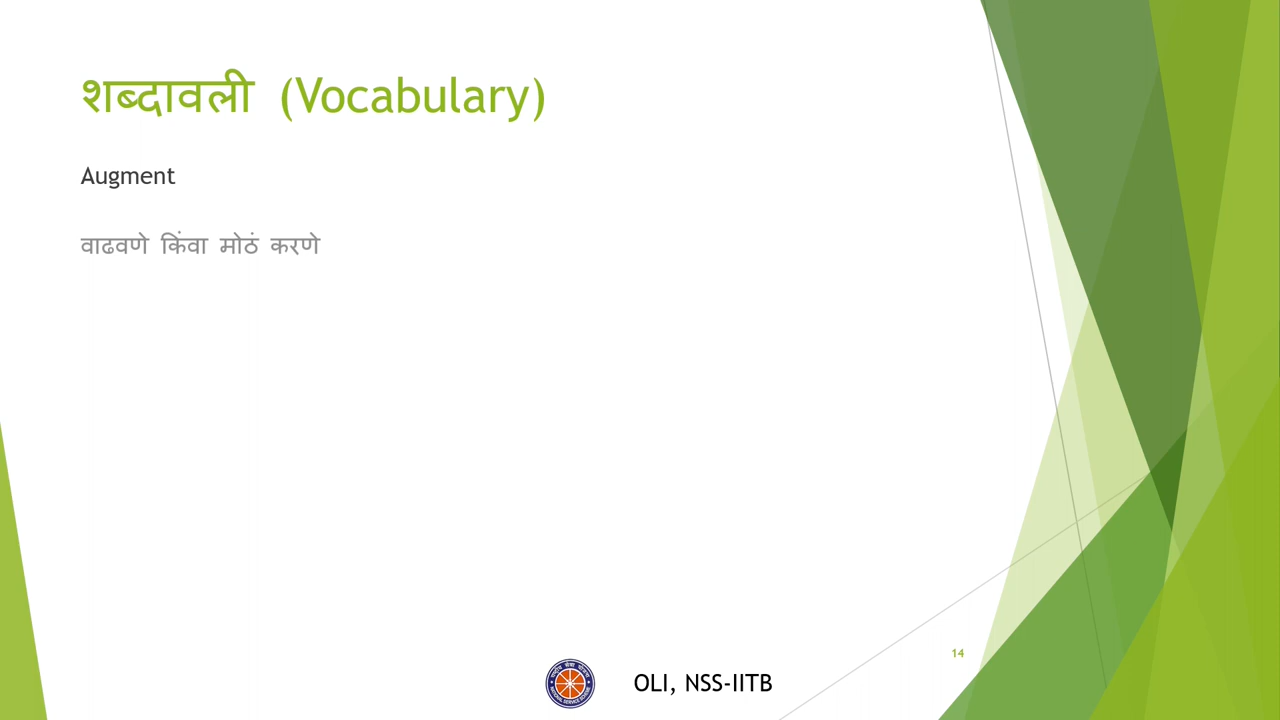 शब्दावली (Vocabulary)
Augment
वाढवणे किंवा मोठं करणे
14
OLI, NSS-IITB